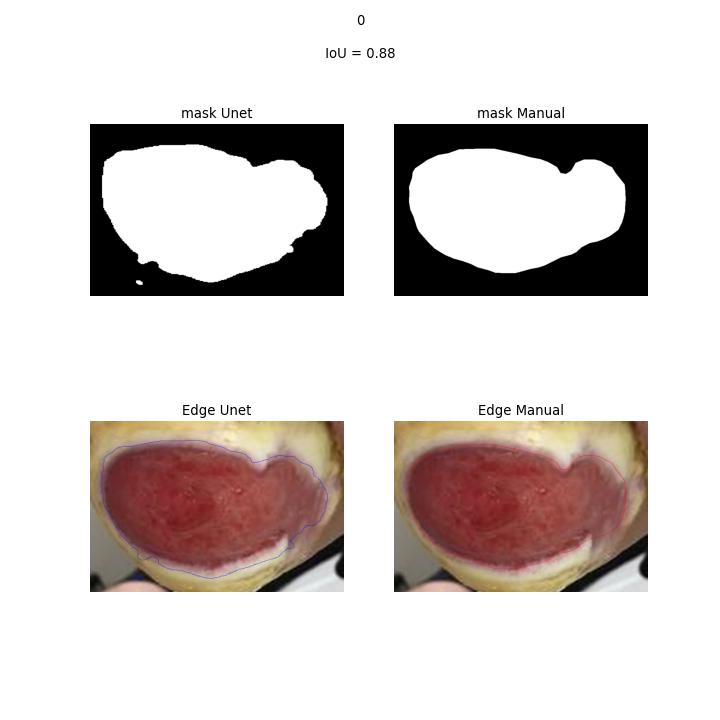 0
IoU = 0.88
mask Unet
mask Manual
Edge Unet
Edge Manual